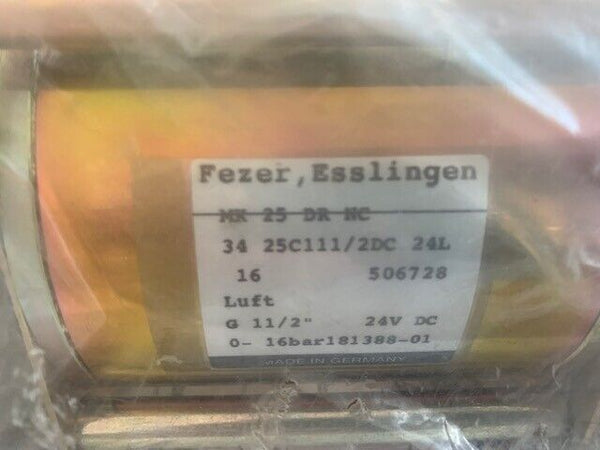 Fezer, Esslingen
MK 25 DR NC
34 25C111/2DC 24L
16 506728
Luft
G 11/2" 24V DC
0- 16bar181388-01
MADE IN GERMANY